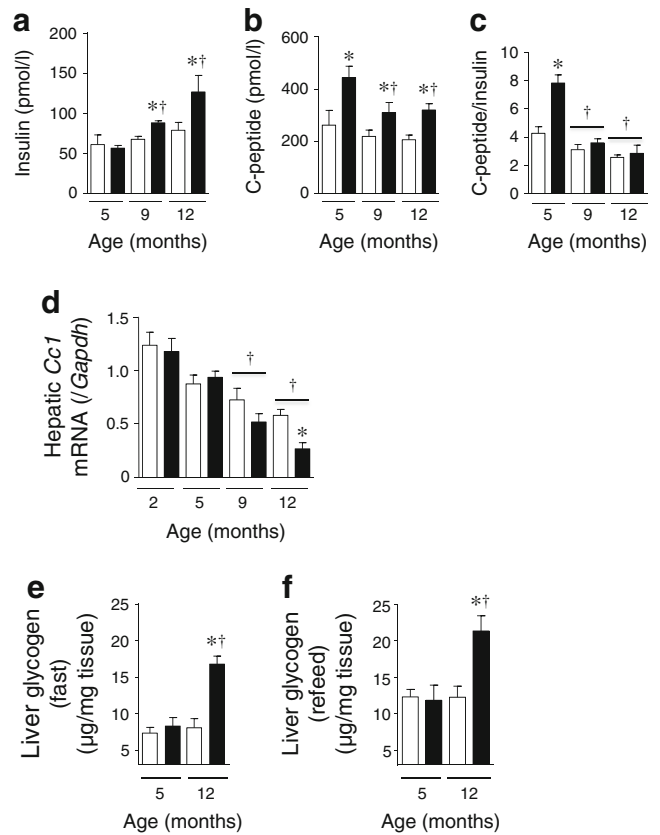 a
Insulin (pmol/l)
200
150
100
50
0
*†
*†
5 9 12
Age (months)
b
C-peptide (pmol/l)
600
400
200
0
*
*†
*†
5 9 12
Age (months)
c
C-peptide/insulin
10
8
6
4
2
0
*
†
†
5 9 12
Age (months)
d
Hepatic Cc1
mRNA (/Gapdh)
1.5
1.0
0.5
0
†
†
*
2 5 9 12
Age (months)
e
Liver glycogen
(fast)
(µg/mg tissue)
25
20
15
10
5
*†
5 12
Age (months)
f
Liver glycogen
(refeed)
(µg/mg tissue)
25
20
15
10
5
*†
5 12
Age (months)